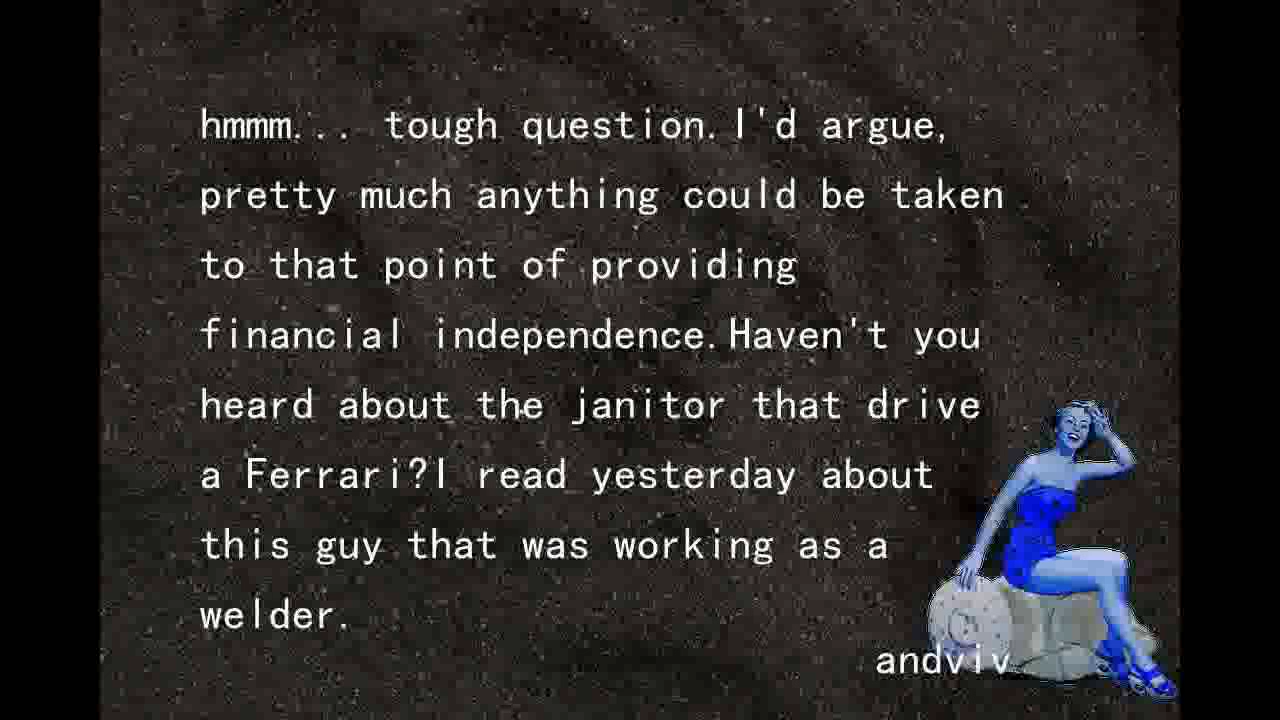 hmmm... tough question.I'd argue,
pretty much anything could be taken
to that point of providing
financial independence.Haven't you
heard about the janitor that drive
a Ferrari?I read yesterday about
this guy that was working as a
welder.
andviv